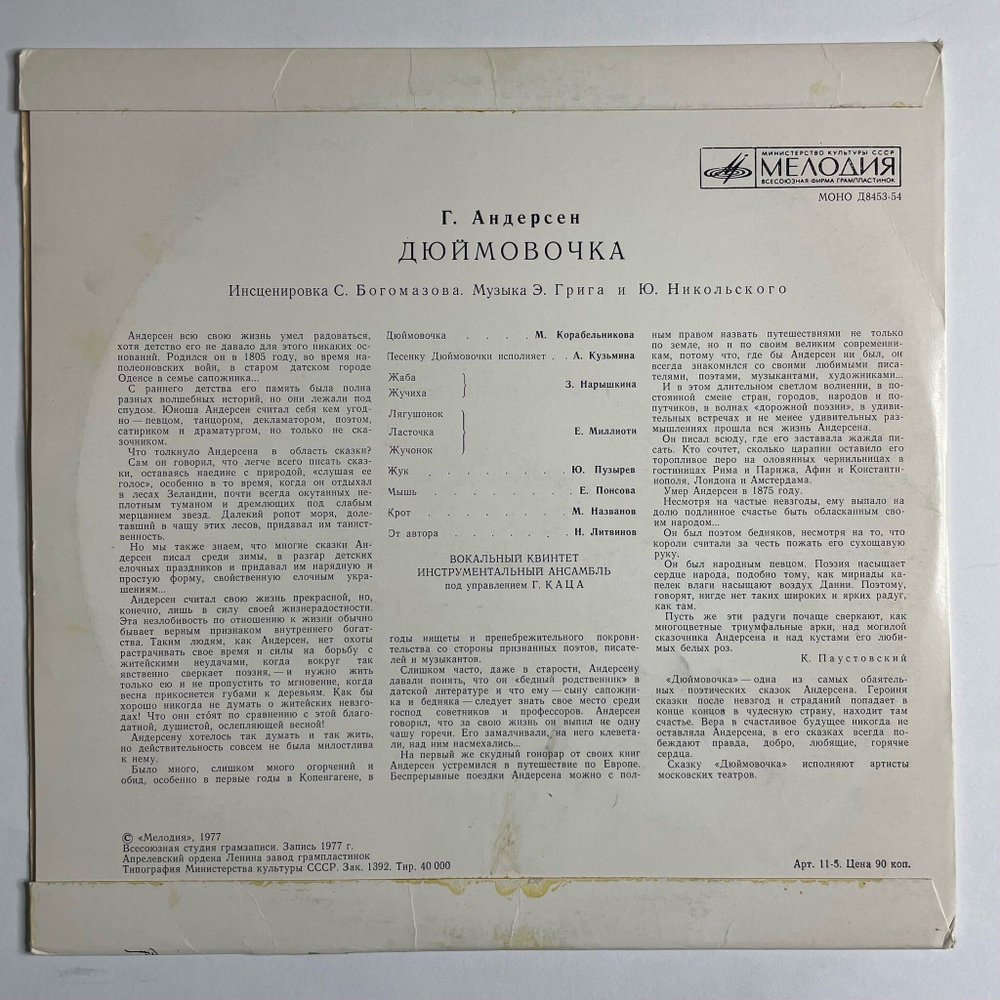 МИНИСТЕРСТВО КУЛЬТУРЫ СССР
МЕЛОДИЯ
ВСЕСОЮЗНАЯ ФИРМА ГРАМПЛАСТИНОК
МОНО Д8453-54
Г. Андерсен
ДЮЙМОВОЧКА
Инсценировка С. Богомазова. Музыка Э. Грига и Ю. Никольского
Андерсен всю свою жизнь умел радоваться,
хотя детство его не давало для этого никаких ос-
нований. Родился он в 1805 году, во время на-
полеоновских войн, в старом датском городе
Оденсе в семье сапожника...
С раннего детства его память была полна
разных волшебных историй, но они лежали под
спудом. Юноша Андерсен считал себя кем угод-
но — певцом, танцором, декламатором, поэтом,
сатириком и драматургом, но только не ска-
зочником.
Что толкнуло Андерсена в область сказки?
Сам он говорил, что легче всего писать сказ-
ки, оставаясь наедине с природой, «слушая ее
голос», особенно в то время, когда он отдыхал
в лесах Зеландии, почти всегда окутанных не-
плотным туманом и дремлющих под слабым
мерцанием звезд. Далекий ропот моря, доле-
тавший в чащу этих лесов, придавал им таинст-
венность.
Но мы также знаем, что многие сказки Ан-
дерсен писал среди зимы, в разгар детских
елочных праздников и придавал им нарядную и
простую форму, свойственную елочным укра-
шениям...
Андерсен считал свою жизнь прекрасной, но,
конечно, лишь в силу своей жизнерадостности.
Эта незлобивость по отношению к жизни обычно
бывает верным признаком внутреннего богат-
ства. Таким людям, как Андерсен, нет охоты
растрачивать свое время и силы на борьбу с
житейскими неудачами, когда вокруг так
явственно сверкает поэзия, — и нужно жить
только ею и не пропустить то мгновение, когда
весна прикоснется губами к деревьям. Как бы
хорошо никогда не думать о житейских невзго-
дах! Что они стоят по сравнению с этой благо-
датной, душистой, ослепляющей весной!
Андерсену хотелось так думать и так жить,
но действительность совсем не была милостлива
к нему.
Было много, слишком много огорчений и
обид, особенно в первые годы в Копенгагене, в
Дюймовочка . . . . . М. Корабельникова
Песенку Дюймовочки исполняет . . Л. Кузьмина
Жаба
Жучиха
З. Нарышкина
Лягушонок
Ласточка
Жучонок
Е. Миллиоти
Жук . . . . . . . . Ю. Пузырев
Мышь . . . . . . . . Е. Понсова
Крот . . . . . . . . М. Названов
От автора . . . . . . . Н. Литвинов
ВОКАЛЬНЫЙ КВИНТЕТ
ИНСТРУМЕНТАЛЬНЫЙ АНСАМБЛЬ
под управлением Г. КАЦА
годы нищеты и пренебрежительного покрови-
тельства со стороны признанных поэтов, писате-
лей и музыкантов.
Слишком часто, даже в старости, Андерсену
давали понять, что он «бедный родственник» в
датской литературе и что ему — сыну сапожни-
ка и бедняка — следует знать свое место среди
господ советников и профессоров. Андерсен
говорил, что за свою жизнь он выпил не одну
чашу горечи. Его замалчивали, на него клевета-
ли, над ним насмехались...
На первый же скудный гонорар от своих книг
Андерсен устремился в путешествие по Европе.
Беспрерывные поездки Андерсена можно с пол-
ным правом назвать путешествиями не только
по земле, но и по своим великим современни-
кам, потому что, где бы Андерсен ни был, он
всегда знакомился со своими любимыми писа-
телями, поэтами, музыкантами, художниками...
И в этом длительном светлом волнении, в по-
стоянной смене стран, городов, народов и по-
путчиков, в волнах «дорожной поэзии», в удиви-
тельных встречах и не менее удивительных раз-
мышлениях прошла вся жизнь Андерсена.
Он писал всюду, где его заставала жажда пи-
сать. Кто сочтет, сколько царапин оставило его
торопливое перо на оловянных чернильницах в
гостиницах Рима и Парижа, Афин и Константи-
нополя, Лондона и Амстердама.
Умер Андерсен в 1875 году.
Несмотря на частые невзгоды, ему выпало на
долю подлинное счастье быть обласканным сво-
им народом...
Он был поэтом бедняков, несмотря на то, что
короли считали за честь пожать его сухощавую
руку.
Он был народным певцом. Поэзия насыщает
сердце народа, подобно тому, как мириады ка-
пелек влаги насыщают воздух Дании. Поэтому,
говорят, нигде нет таких широких и ярких радуг,
как там.
Пусть же эти радуги почаще сверкают, как
многоцветные триумфальные арки, над могилой
сказочника Андерсена и над кустами его люби-
мых белых роз.
К. Паустовский
«Дюймовочка» — одна из самых обаятель-
ных поэтических сказок Андерсена. Героиня
сказки после невзгод и страданий попадает в
конце концов в чудесную страну, находит там
счастье. Вера в счастливое будущее никогда не
оставляла Андерсена, в его сказках всегда по-
беждают правда, добро, любящие, горячие
сердца.
Сказку «Дюймовочка» исполняют артисты
московских театров.
© «Мелодия», 1977
Всесоюзная студия грамзаписи. Запись 1977 г.
Апрелевский ордена Ленина завод грампластинок
Типография Министерства культуры СССР. Зак. 1392. Тир. 40 000
Арт. 11-5. Цена 90 коп.